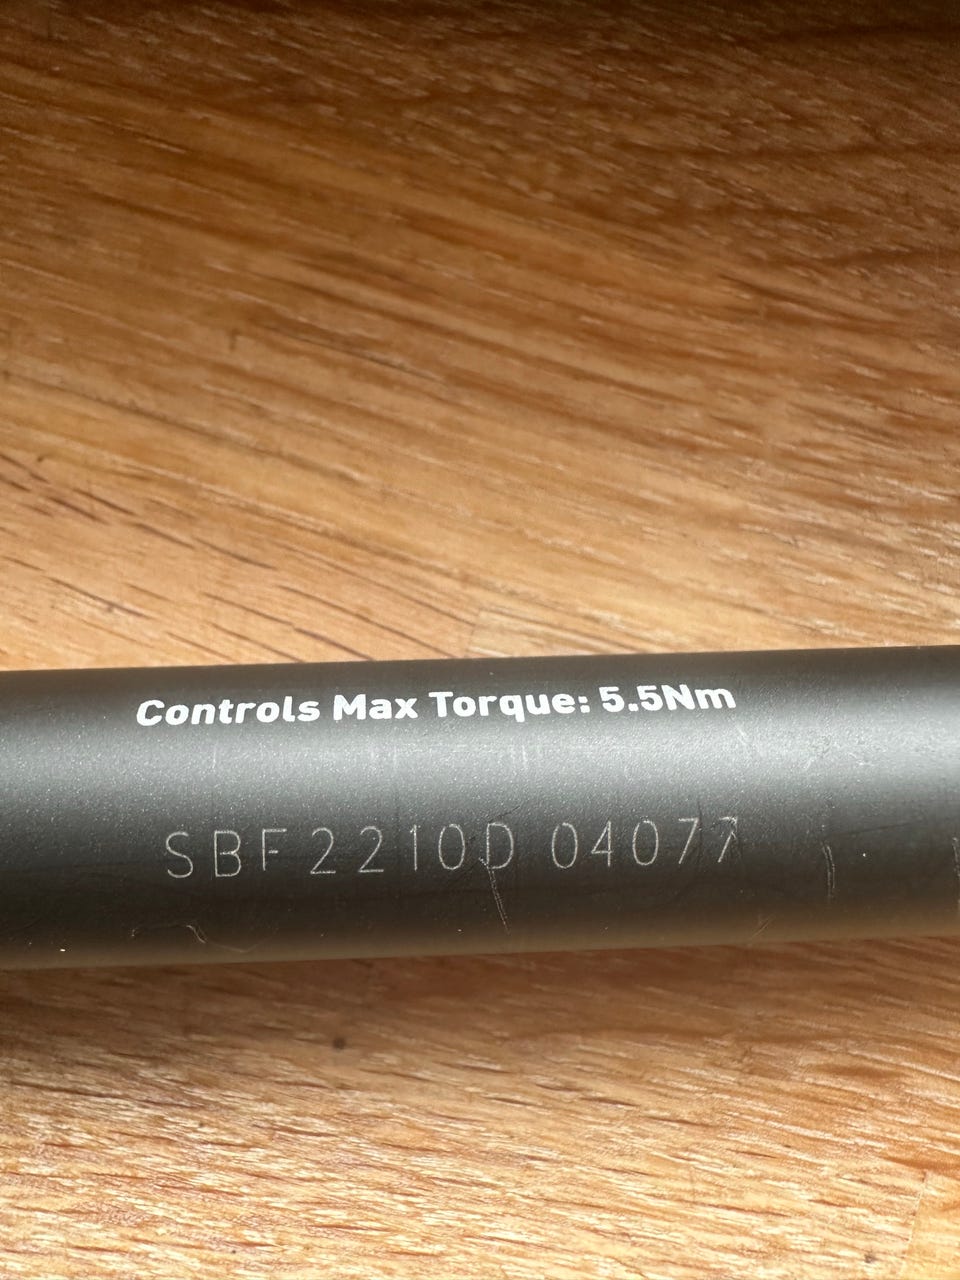 Controls Max Torque: 5.5Nm
SBF2210D 04077